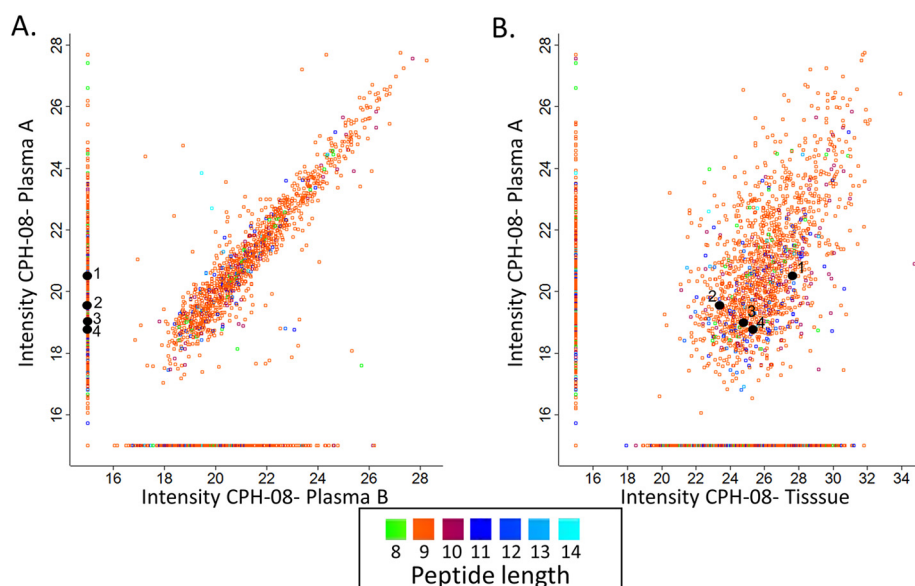 A.
Intensity CPH-08- Plasma A
28
26
24
22
20
18
16
1
2
3
4
16 18 20 22 24 26 28
Intensity CPH-08- Plasma B
B.
Intensity CPH-08- Plasma A
28
26
24
22
20
18
16
1
2
3
4
16 18 20 22 24 26 28 30 32 34
Intensity CPH-08- Tisssue
8 9 10 11 12 13 14
Peptide length